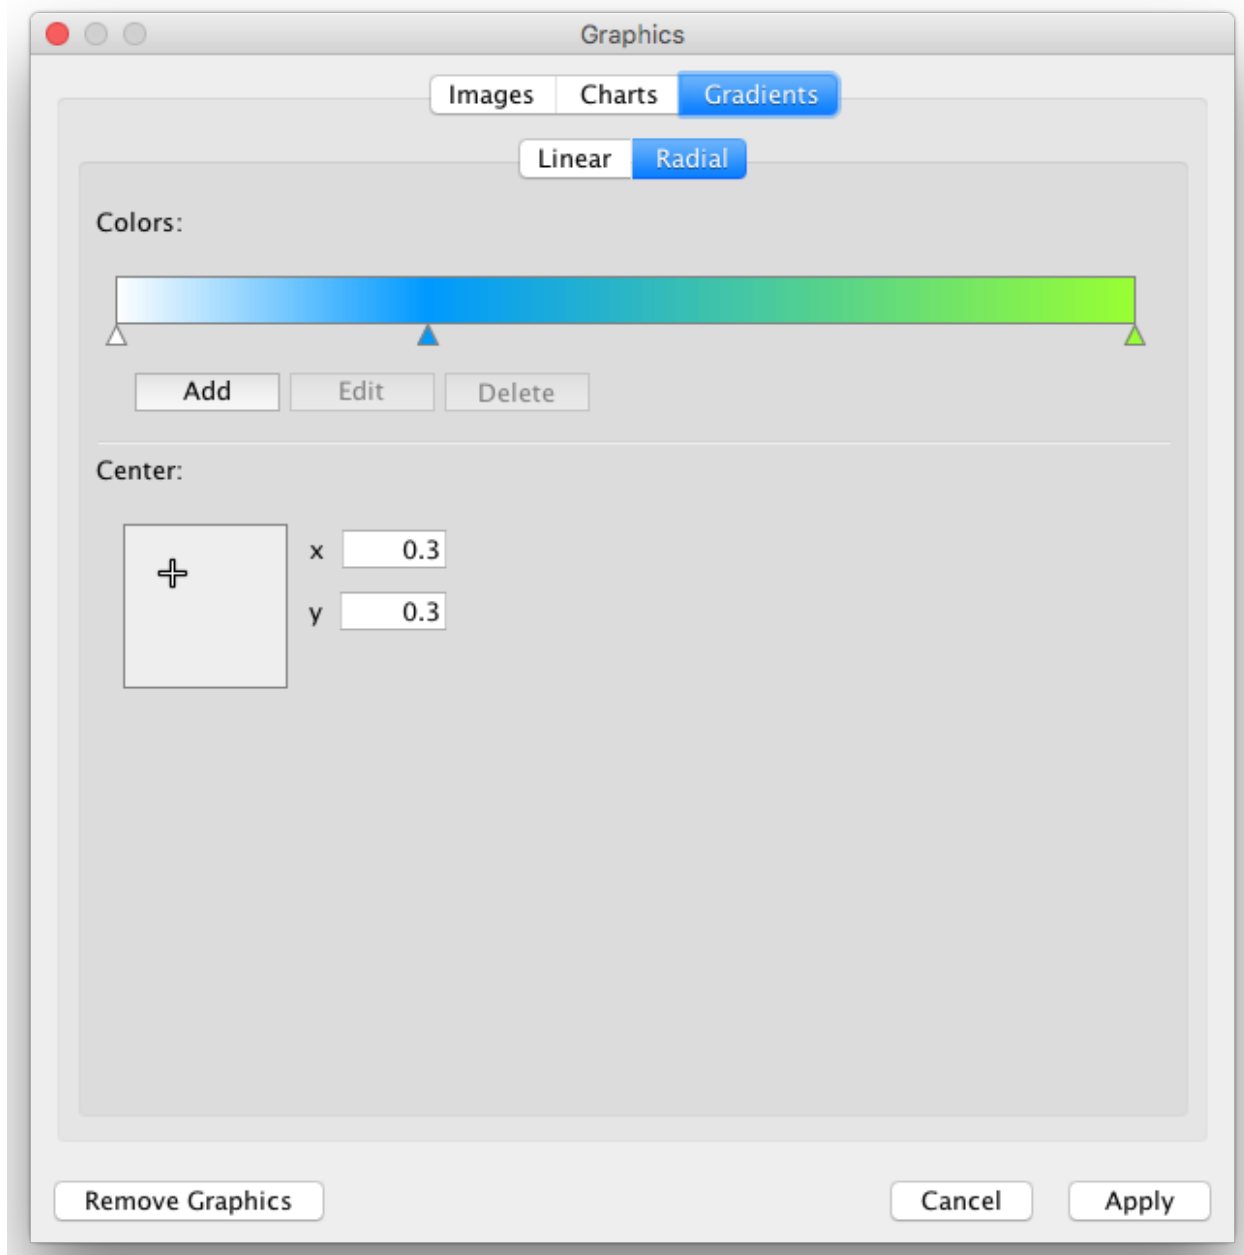 Graphics
Images Charts Gradients
Linear Radial
Colors:
Add Edit Delete
Center:
x 0.3
y 0.3
Remove Graphics Cancel Apply